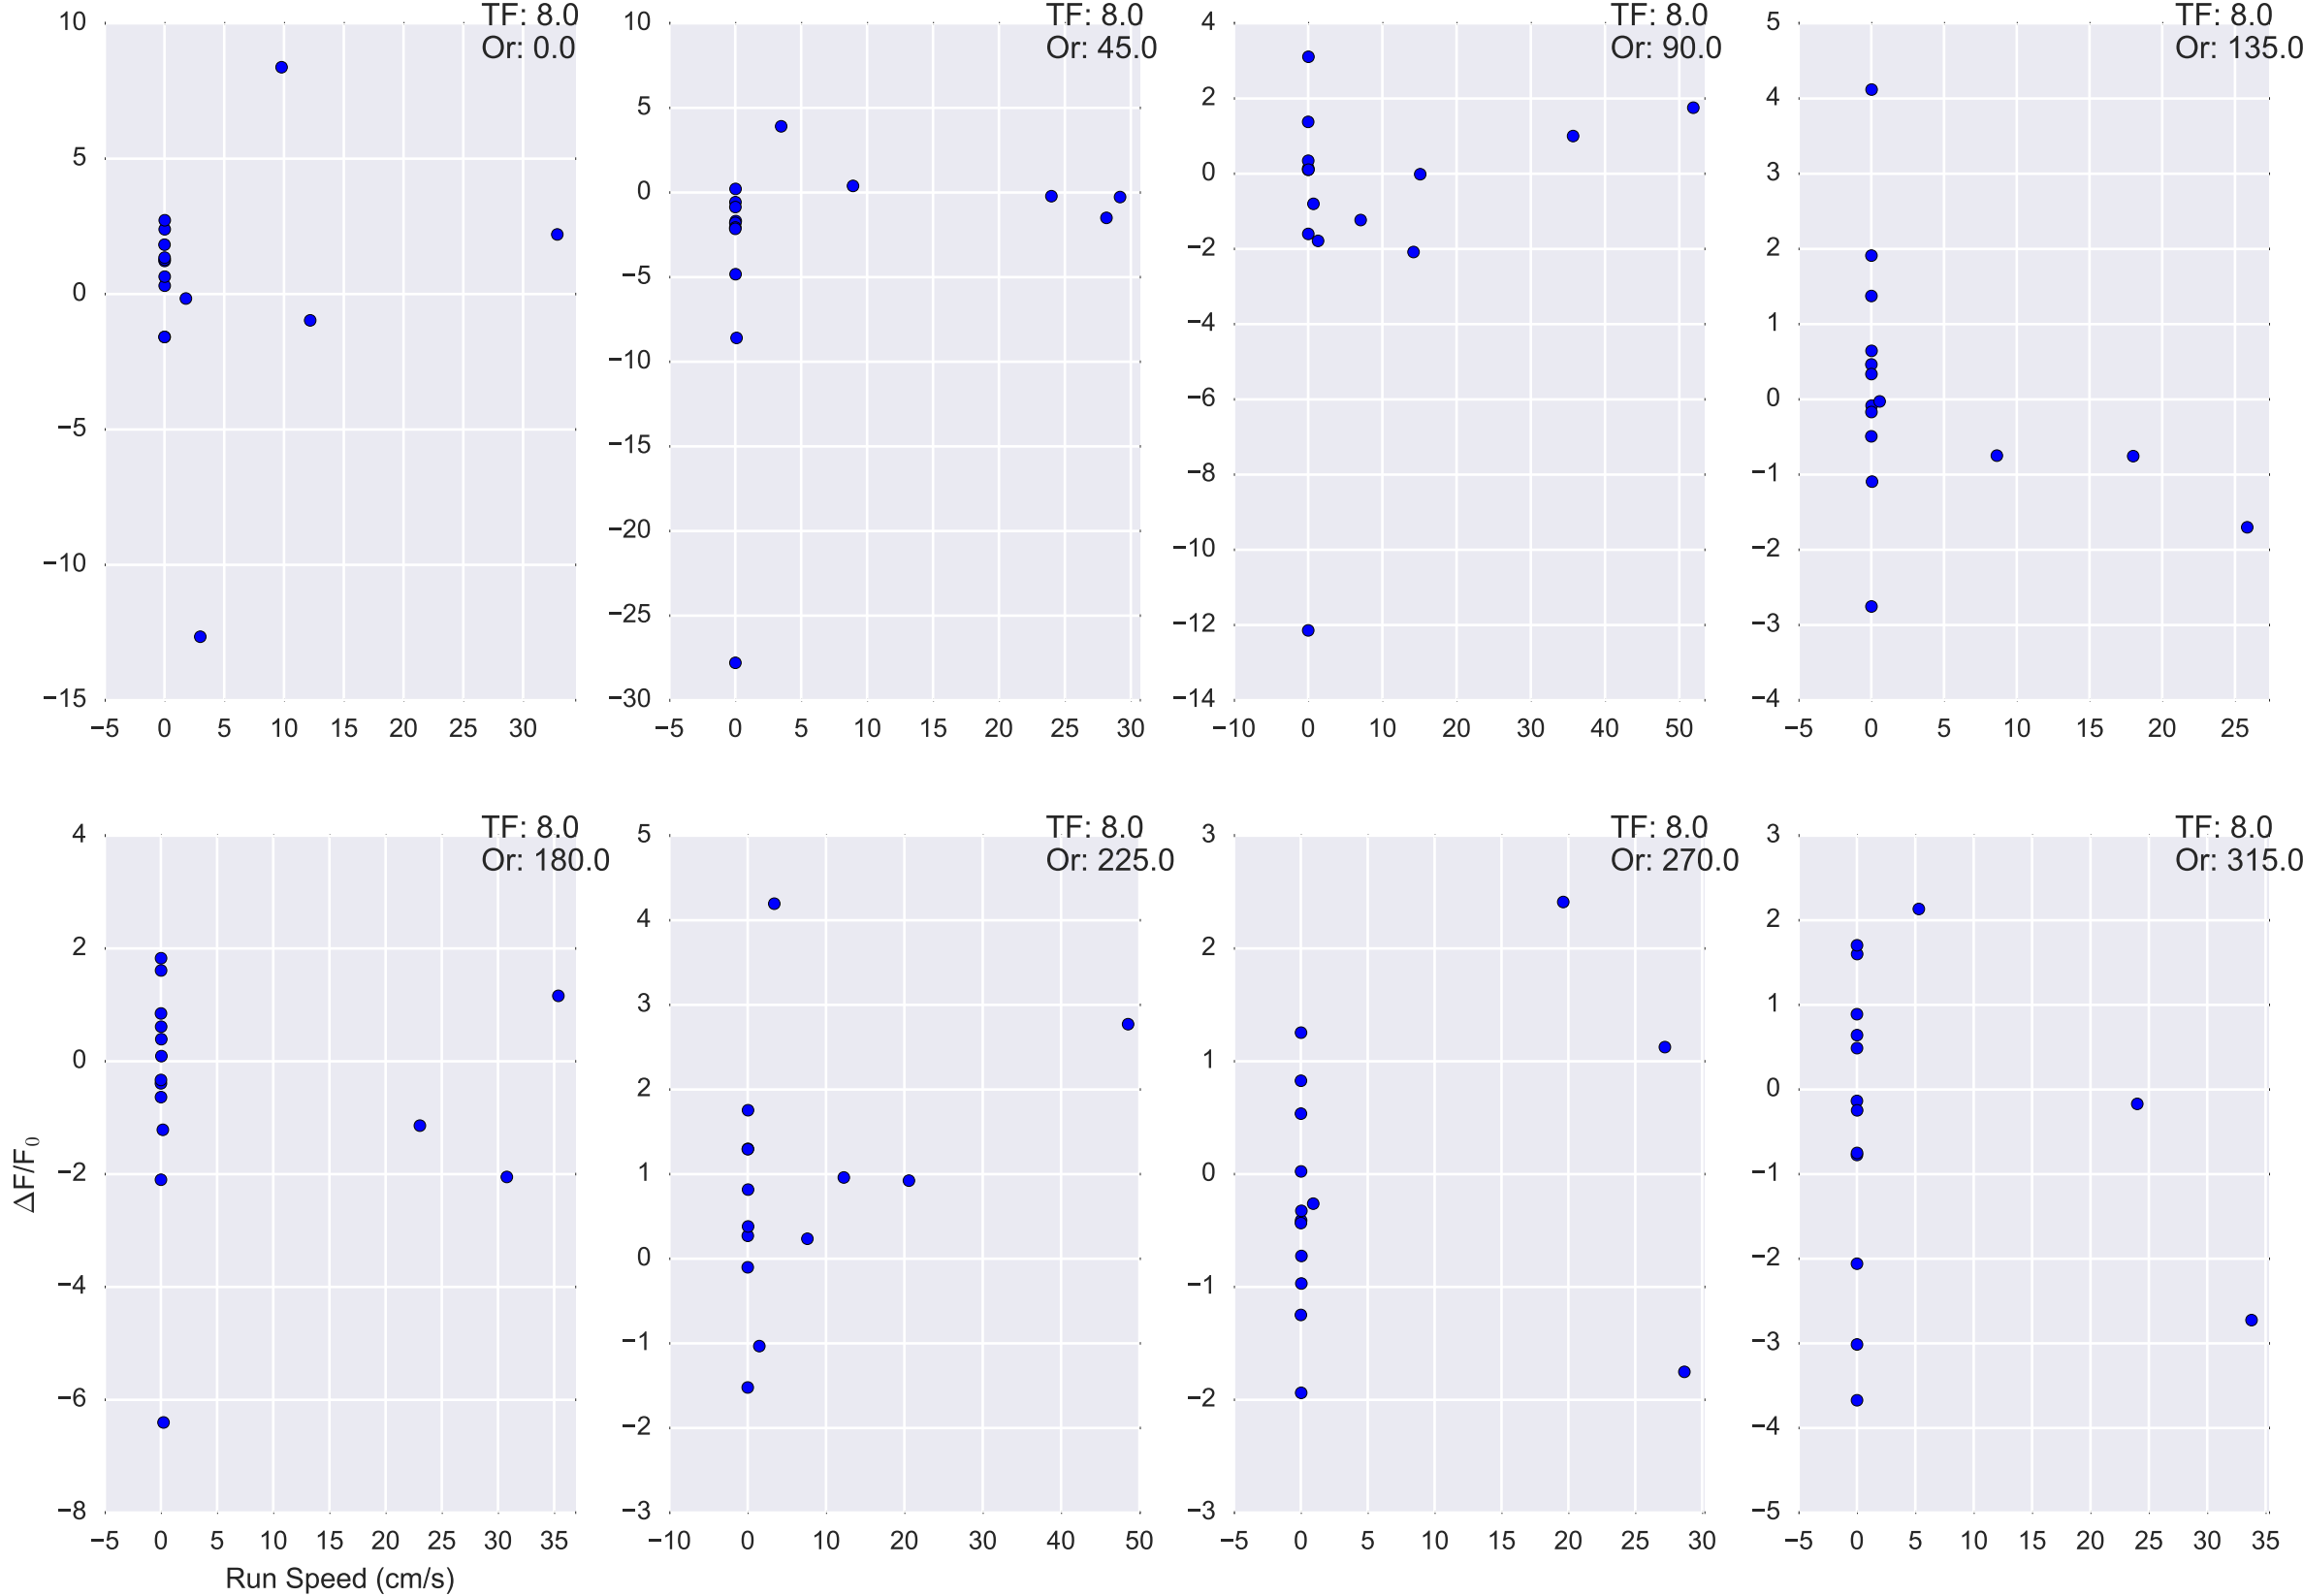 TF: 8.0
Or: 0.0
10
5
0
−5
−10
−15
−5 0 5 10 15 20 25 30
TF: 8.0
Or: 45.0
10
5
0
−5
−10
−15
−20
−25
−30
−5 0 5 10 15 20 25 30
TF: 8.0
Or: 90.0
4
2
0
−2
−4
−6
−8
−10
−12
−14
−10 0 10 20 30 40 50
TF: 8.0
Or: 135.0
5
4
3
2
1
0
−1
−2
−3
−4
−5 0 5 10 15 20 25
TF: 8.0
Or: 180.0
4
2
0
−2
−4
−6
−8
−5 0 5 10 15 20 25 30 35
ΔF/F0
Run Speed (cm/s)
TF: 8.0
Or: 225.0
5
4
3
2
1
0
−1
−2
−3
−10 0 10 20 30 40 50
TF: 8.0
Or: 270.0
3
2
1
0
−1
−2
−3
−5 0 5 10 15 20 25 30
TF: 8.0
Or: 315.0
3
2
1
0
−1
−2
−3
−4
−5
−5 0 5 10 15 20 25 30 35